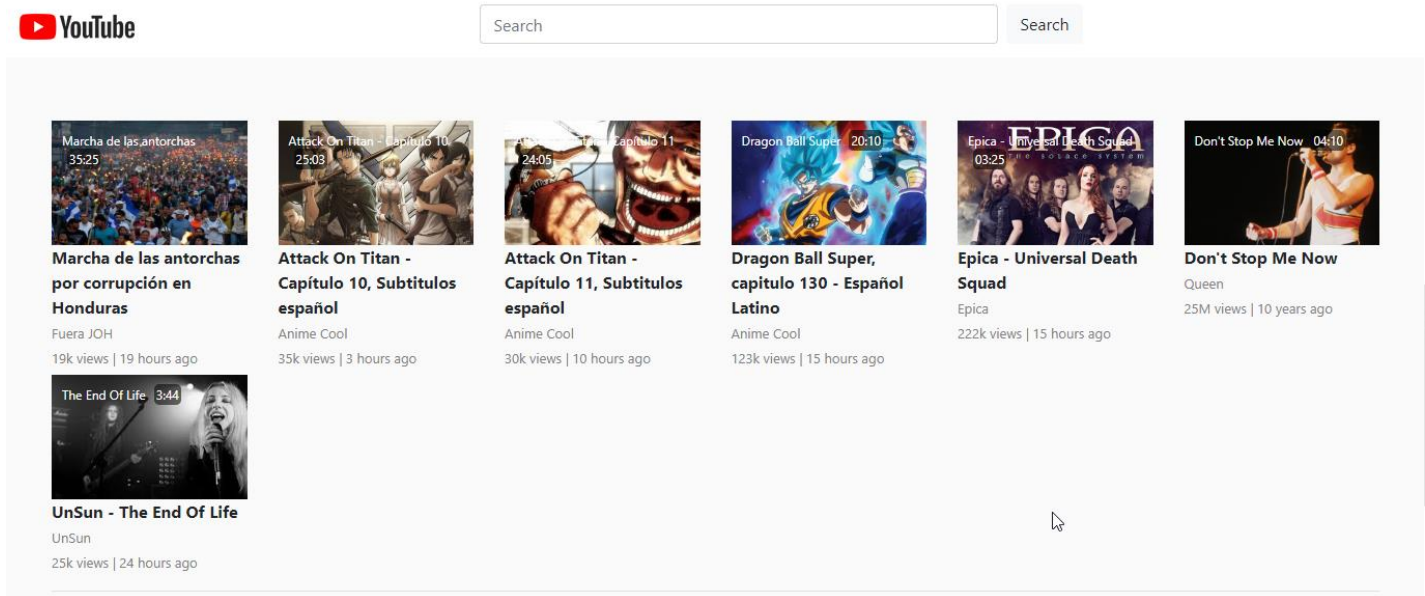 YouTube
Search
Search
Marcha de las antorchas
35:25
Marcha de las antorchas
por corrupción en
Honduras
Fuera JOH
19k views | 19 hours ago
Attack On Titan - Capítulo 10,
25:03
Attack On Titan -
Capítulo 10, Subtitulos
español
Anime Cool
35k views | 3 hours ago
Capítulo 11
24:05
Attack On Titan -
Capítulo 11, Subtitulos
español
Anime Cool
30k views | 10 hours ago
Dragon Ball Super 20:10
Dragon Ball Super,
capitulo 130 - Español
Latino
Anime Cool
123k views | 15 hours ago
EPICA
THE SOLACE SYSTEM
Epica - Universal Death Squad
03:25
Epica - Universal Death
Squad
Epica
222k views | 15 hours ago
Don't Stop Me Now 04:10
Don't Stop Me Now
Queen
25M views | 10 years ago
The End Of Life 3:44
UnSun - The End Of Life
UnSun
25k views | 24 hours ago